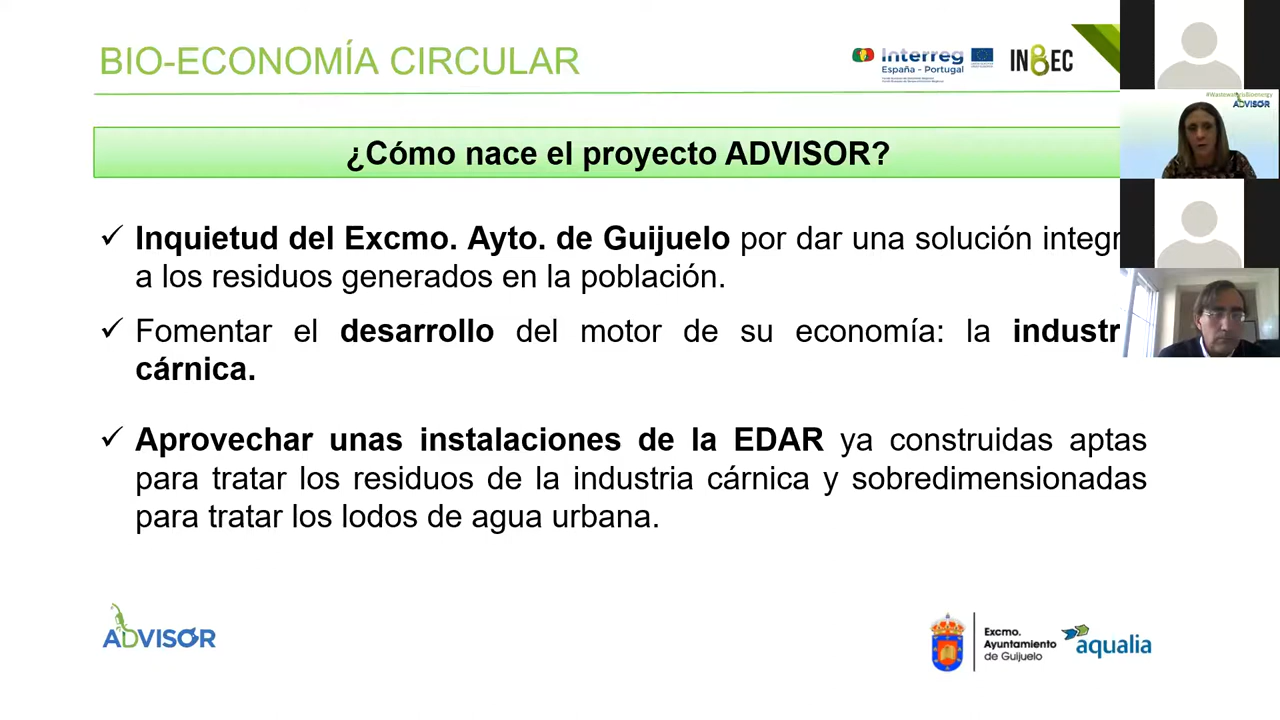 BIO-ECONOMÍA CIRCULAR
Interreg
España - Portugal
INBEC
#WastewatertoBioenergy
ADVISOR
¿Cómo nace el proyecto ADVISOR?
Inquietud del Excmo. Ayto. de Guijuelo por dar una solución integr
a los residuos generados en la población.
Fomentar el desarrollo del motor de su economía: la industr
cárnica.
Aprovechar unas instalaciones de la EDAR ya construidas aptas
para tratar los residuos de la industria cárnica y sobredimensionadas
para tratar los lodos de agua urbana.
ADVISOR
Excmo.
Ayuntamiento
de Guijuelo
aqualia